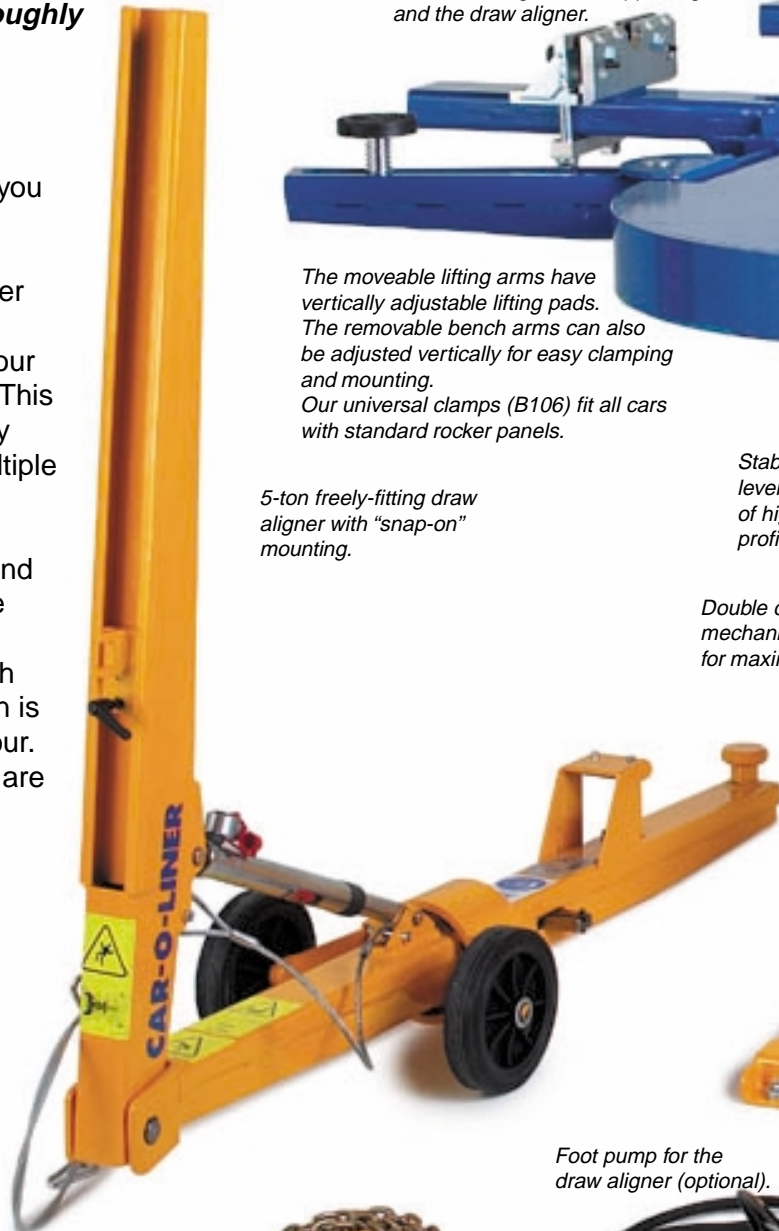 oughly
and the draw aligner.
you
er
our
This
y
ltiple
nd
e
h
n is
our.
are
The moveable lifting arms have
vertically adjustable lifting pads.
The removable bench arms can also
be adjusted vertically for easy clamping
and mounting.
Our universal clamps (B106) fit all cars
with standard rocker panels.
5-ton freely-fitting draw
aligner with “snap-on”
mounting.
Stab
level
of hi
profi
Double
mechani
for maxi
CAR-O-LINER
Foot pump for the
draw aligner (optional).